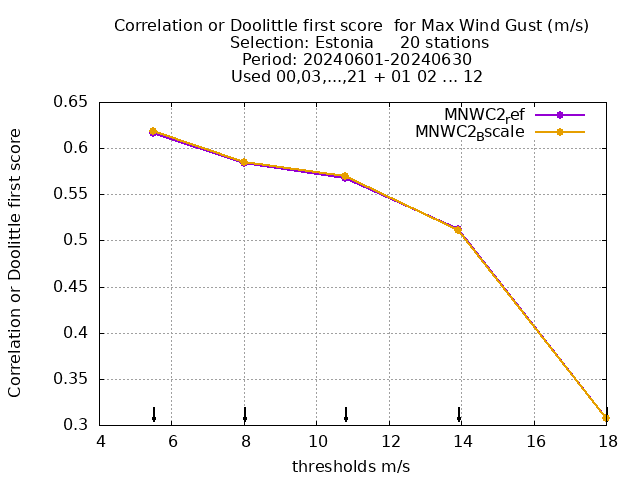 Correlation or Doolittle first score  for Max Wind Gust (m/s)
Selection: Estonia     20 stations
Period: 20240601-20240630
Used 00,03,...,21 + 01 02 ... 12
Correlation or Doolittle first score
0.65
0.6
0.55
0.5
0.45
0.4
0.35
0.3
MNWC2ref
MNWC2Bscale
4 6 8 10 12 14 16 18
thresholds m/s